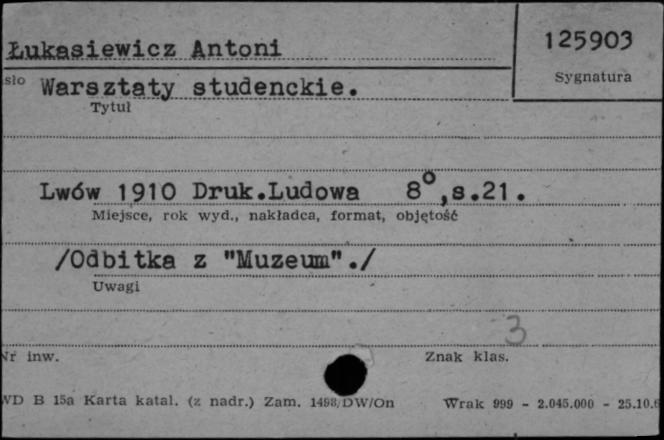 Łukasiewicz Antoni
125903
sło Warsztaty studenckie.
Sygnatura
Tytuł
Lwów 1910 Druk.Ludowa 8°,s.21.
Miejsce, rok wyd., nakładca, format, objętość
/Odbitka z "Muzeum"./
Uwagi
3
Nr inw.
Znak klas.
WD B 15a Karta katal. (z nadr.) Zam. 1498/DW/On
Wrak 999 - 2.045.000 - 25.10.6